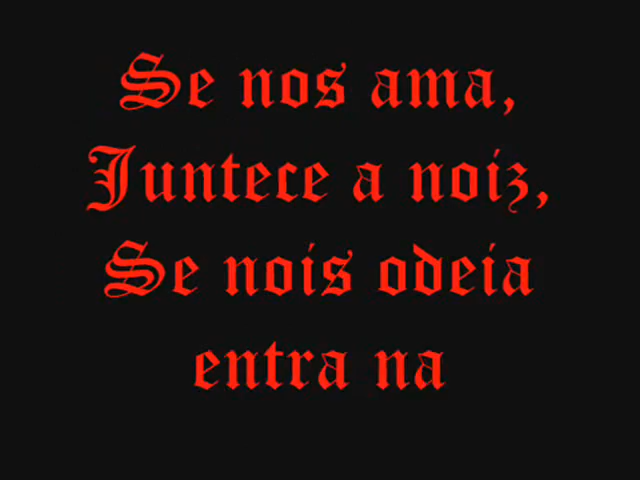 Se nos ama,
Juntece a noiz,
Se nois odeia
entra na